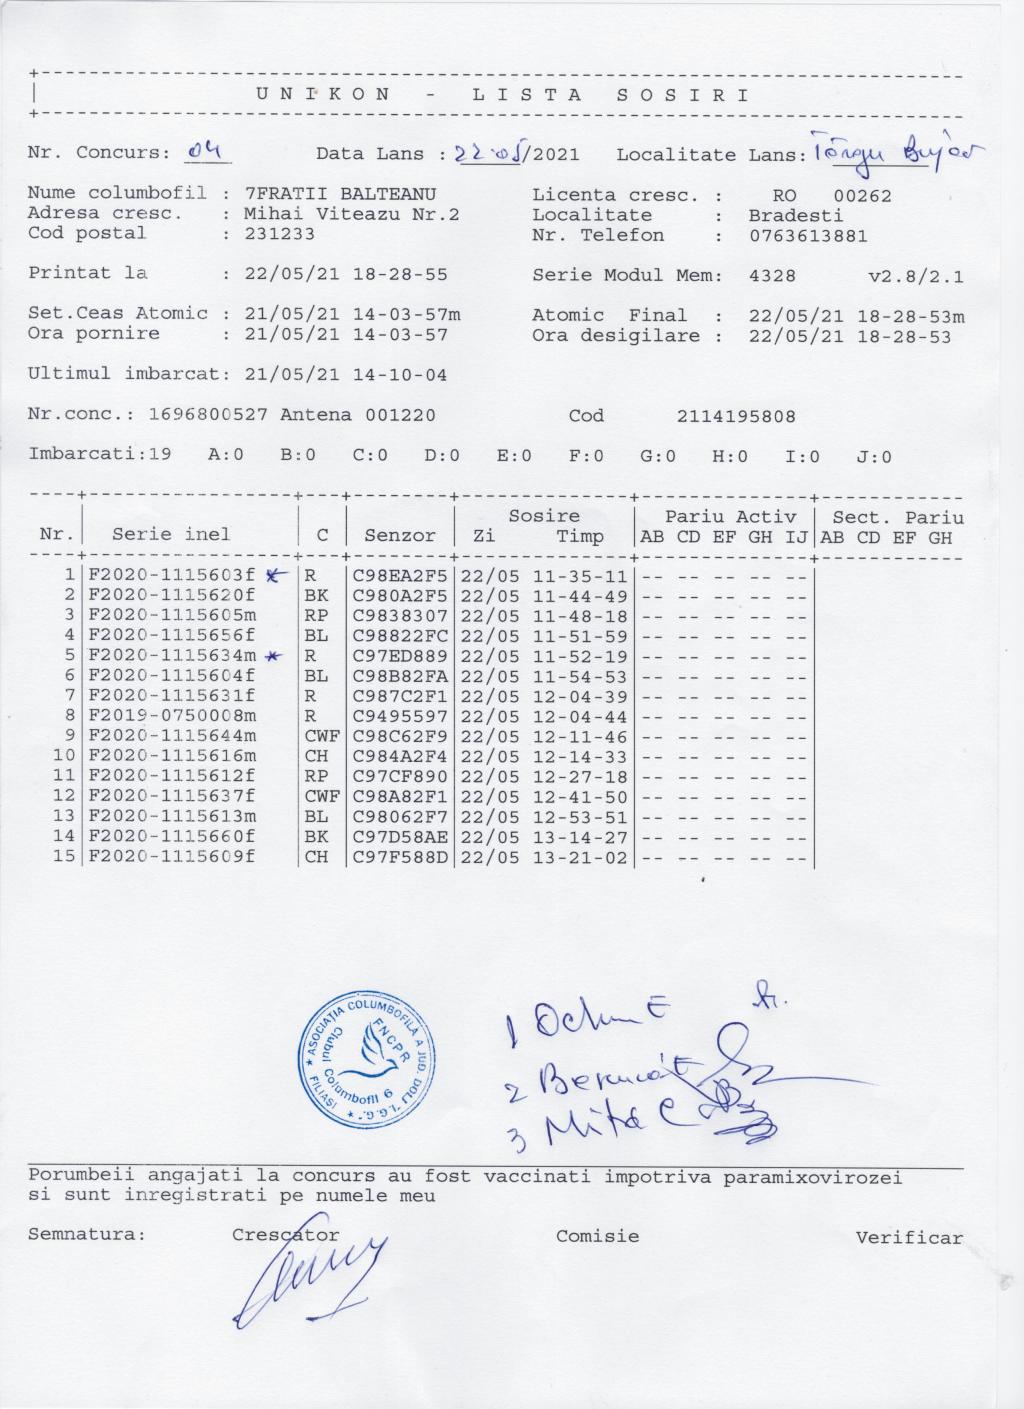 UNIKON - LISTA SOSIRI
Nr. Concurs: 04 Data Lans : 22.05/2021 Localitate Lans: Târgu Bujor
Nume columbofil : 7FRATII BALTEANU Licenta cresc. : RO 00262
Adresa cresc. : Mihai Viteazu Nr.2 Localitate : Bradesti
Cod postal : 231233 Nr. Telefon : 0763613881
Printat la : 22/05/21 18-28-55 Serie Modul Mem: 4328 v2.8/2.1
Set.Ceas Atomic : 21/05/21 14-03-57m Atomic Final : 22/05/21 18-28-53m
Ora pornire : 21/05/21 14-03-57 Ora desigilare : 22/05/21 18-28-53
Ultimul imbarcat: 21/05/21 14-10-04
Nr.conc.: 1696800527 Antena 001220 Cod 2114195808
Imbarcati:19 A:0 B:0 C:0 D:0 E:0 F:0 G:0 H:0 I:0 J:0
Sosire Pariu Activ Sect. Pariu
Nr. Serie inel C Senzor Zi Timp AB CD EF GH IJ AB CD EF GH
1 F2020-1115603f * R C98EA2F5 22/05 11-35-11 -- -- -- -- --
2 F2020-1115620f BK C980A2F5 22/05 11-44-49 -- -- -- -- --
3 F2020-1115605m RP C9838307 22/05 11-48-18 -- -- -- -- --
4 F2020-1115656f BL C98822FC 22/05 11-51-59 -- -- -- -- --
5 F2020-1115634m * R C97ED889 22/05 11-52-19 -- -- -- -- --
6 F2020-1115604f BL C98B82FA 22/05 11-54-53 -- -- -- -- --
7 F2020-1115631f R C987C2F1 22/05 12-04-39 -- -- -- -- --
8 F2019-0750008m R C9495597 22/05 12-04-44 -- -- -- -- --
9 F2020-1115644m CWF C98C62F9 22/05 12-11-46 -- -- -- -- --
10 F2020-1115616m CH C984A2F4 22/05 12-14-33 -- -- -- -- --
11 F2020-1115612f RP C97CF890 22/05 12-27-18 -- -- -- -- --
12 F2020-1115637f CWF C98A82F1 22/05 12-41-50 -- -- -- -- --
13 F2020-1115613m BL C98062F7 22/05 12-53-51 -- -- -- -- --
14 F2020-1115660f BK C97D58AE 22/05 13-14-27 -- -- -- -- --
15 F2020-1115609f CH C97F588D 22/05 13-21-02 -- -- -- -- --
* ASOCIATIA COLUMBOFILA A JUD. DOLJ "I.G.G." * FILIASI
FNCPR
Clubul Columbofil 6
1
2
3 Mita C
Porumbeii angajati la concurs au fost vaccinati impotriva paramixovirozei
si sunt inregistrati pe numele meu
Semnatura: Crescator Comisie Verificar